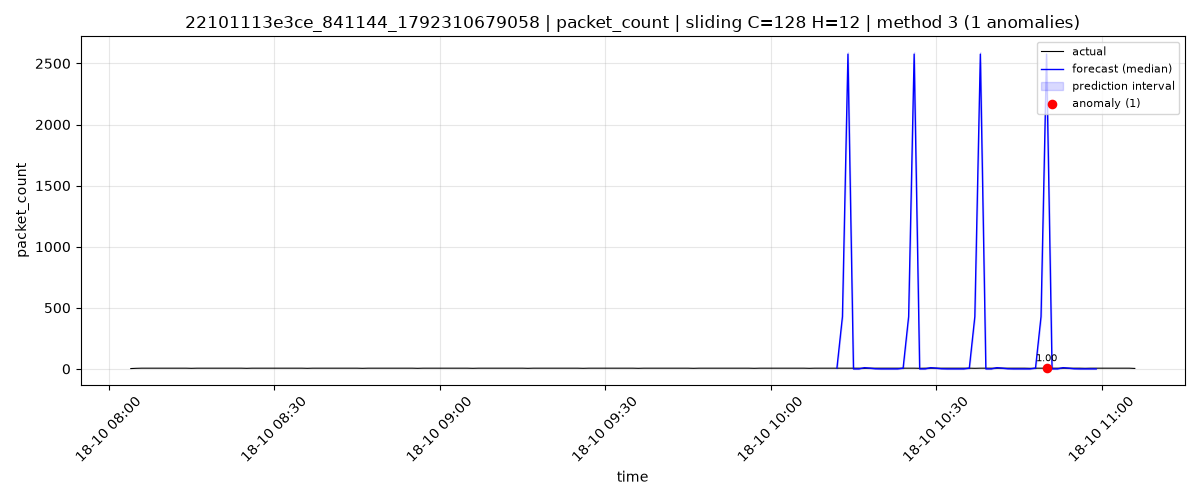 22101113e3ce_841144_1792310679058 | packet_count | sliding C=128 H=12 | method 3 (1 anomalies)
actual
forecast (median)
prediction interval
anomaly (1)
packet_count
2500
2000
1500
1000
500
0
1.00
18-10 08:00
18-10 08:30
18-10 09:00
18-10 09:30
18-10 10:00
18-10 10:30
18-10 11:00
time